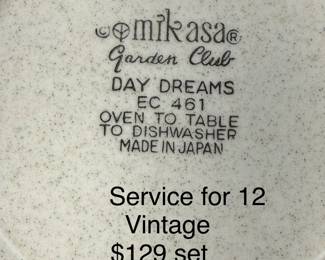 mikasa®
Garden Club
DAY DREAMS
EC 461
OVEN TO TABLE
TO DISHWASHER
MADE IN JAPAN
Service for 12
Vintage
$129 set